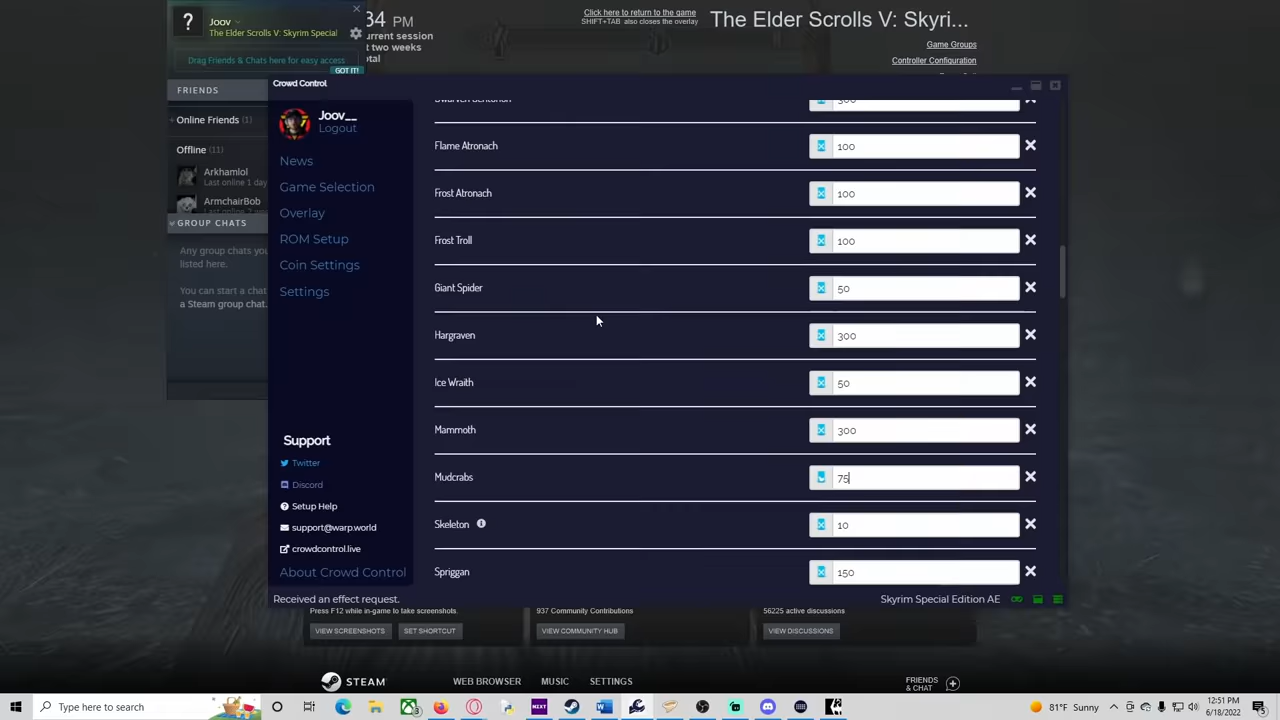 Joov
The Elder Scrolls V: Skyrim Special
Drag Friends & Chats here for easy access
GOT IT!
FRIENDS
Online Friends (1)
Offline (11)
Arkhamlol
Last online 1 day
ArmchairBob
GROUP CHATS
Any group chats you
listed here.
You can start a cha
a Steam group chat.
34 PM
urrent session
t two weeks
tal
Click here to return to the game
SHIFT+TAB also closes the overlay
The Elder Scrolls V: Skyri...
Game Groups
Controller Configuration
Crowd Control
Joov__
Logout
News
Game Selection
Overlay
ROM Setup
Coin Settings
Settings
Support
Twitter
Discord
Setup Help
support@warp.world
crowdcontrol.live
About Crowd Control
Dwarven Centurion 300
Flame Atronach 100
Frost Atronach 100
Frost Troll 100
Giant Spider 50
Hargraven 300
Ice Wraith 50
Mammoth 300
Mudcrabs 75
Skeleton 10
Spriggan 150
Received an effect request.
Skyrim Special Edition AE
Press F12 while in-game to take screenshots.
VIEW SCREENSHOTS SET SHORTCUT
937 Community Contributions
VIEW COMMUNITY HUB
56225 active discussions
VIEW DISCUSSIONS
STEAM WEB BROWSER MUSIC SETTINGS
FRIENDS
& CHAT
Type here to search
NXT
81°F Sunny
12:51 PM
6/18/2022